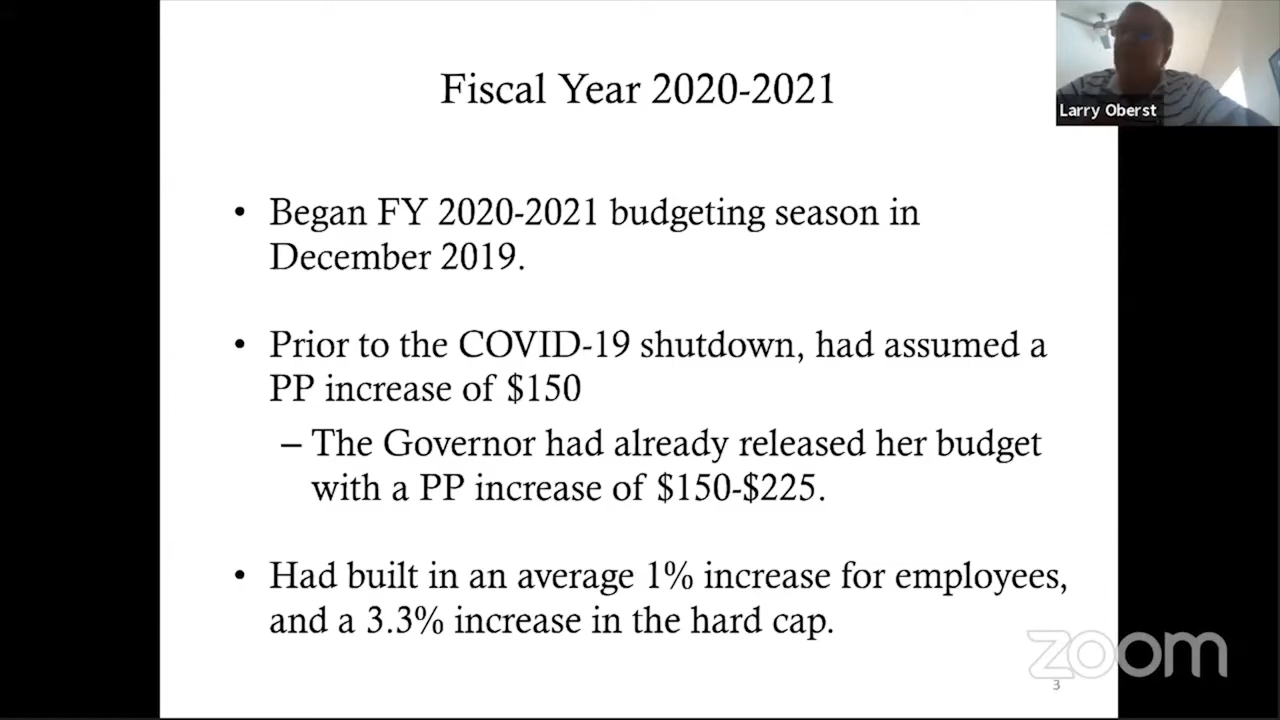 Fiscal Year 2020-2021
Larry Oberst
• Began FY 2020-2021 budgeting season in
December 2019.
• Prior to the COVID-19 shutdown, had assumed a
PP increase of $150
– The Governor had already released her budget
with a PP increase of $150-$225.
• Had built in an average 1% increase for employees,
and a 3.3% increase in the hard cap.
zoom
3